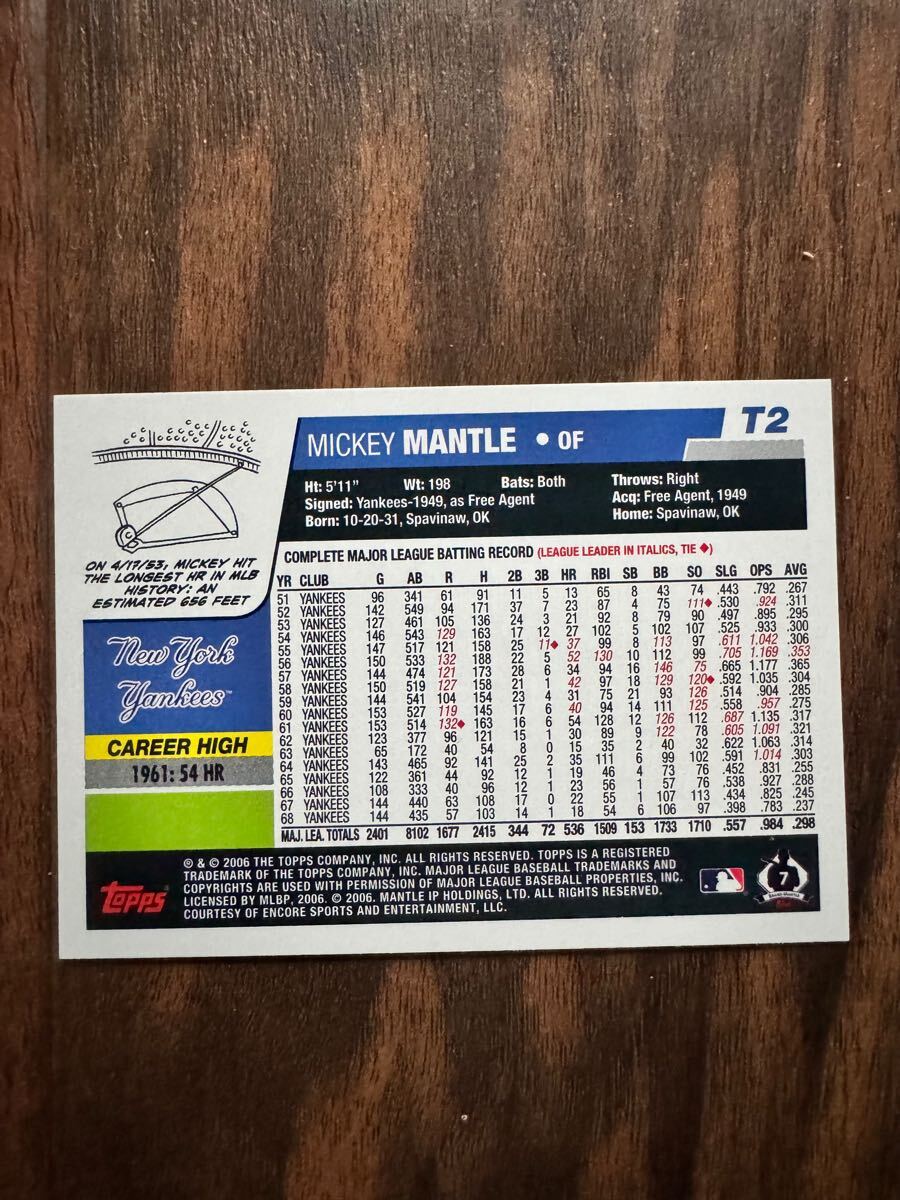 T2
MICKEY MANTLE • OF
Ht: 5'11" Wt: 198 Bats: Both Throws: Right
Signed: Yankees-1949, as Free Agent Acq: Free Agent, 1949
Born: 10-20-31, Spavinaw, OK Home: Spavinaw, OK
ON 4/17/53, MICKEY HIT
THE LONGEST HR IN MLB
HISTORY: AN
ESTIMATED 656 FEET
New York
Yankees™
CAREER HIGH
1961: 54 HR
COMPLETE MAJOR LEAGUE BATTING RECORD (LEAGUE LEADER IN ITALICS, TIE ♦)
YR CLUB G AB R H 2B 3B HR RBI SB BB SO SLG OPS AVG
51 YANKEES 96 341 61 91 11 5 13 65 8 43 74 .443 .792 .267
52 YANKEES 142 549 94 171 37 7 23 87 4 75 111♦ .530 .924 .311
53 YANKEES 127 461 105 136 24 3 21 92 8 79 90 .497 .895 .295
54 YANKEES 146 543 129 163 17 12 27 102 5 102 107 .525 .933 .300
55 YANKEES 147 517 121 158 25 11♦ 37 99 8 113 97 .611 1.042 .306
56 YANKEES 150 533 132 188 22 5 52 130 10 112 99 .705 1.169 .353
57 YANKEES 144 474 121 173 28 6 34 94 16 146 75 .665 1.177 .365
58 YANKEES 150 519 127 158 21 1 42 97 18 129 120♦ .592 1.035 .304
59 YANKEES 144 541 104 154 23 4 31 75 21 93 126 .514 .904 .285
60 YANKEES 153 527 119 145 17 6 40 94 14 111 125 .558 .957 .275
61 YANKEES 153 514 132♦ 163 16 6 54 128 12 126 112 .687 1.135 .317
62 YANKEES 123 377 96 121 15 1 30 89 9 122 78 .605 1.091 .321
63 YANKEES 65 172 40 54 8 0 15 35 2 40 32 .622 1.063 .314
64 YANKEES 143 465 92 141 25 2 35 111 6 99 102 .591 1.014 .303
65 YANKEES 122 361 44 92 12 1 19 46 4 73 76 .452 .831 .255
66 YANKEES 108 333 40 96 12 1 23 56 1 57 76 .538 .927 .288
67 YANKEES 144 440 63 108 17 0 22 55 1 107 113 .434 .825 .245
68 YANKEES 144 435 57 103 14 1 18 54 6 106 97 .398 .783 .237
MAJ. LEA. TOTALS 2401 8102 1677 2415 344 72 536 1509 153 1733 1710 .557 .984 .298
topps
® & © 2006 THE TOPPS COMPANY, INC. ALL RIGHTS RESERVED. TOPPS IS A REGISTERED
TRADEMARK OF THE TOPPS COMPANY, INC. MAJOR LEAGUE BASEBALL TRADEMARKS AND
COPYRIGHTS ARE USED WITH PERMISSION OF MAJOR LEAGUE BASEBALL PROPERTIES, INC.
LICENSED BY MLBP, 2006. © 2006. MANTLE IP HOLDINGS, LTD. ALL RIGHTS RESERVED.
COURTESY OF ENCORE SPORTS AND ENTERTAINMENT, LLC.
7